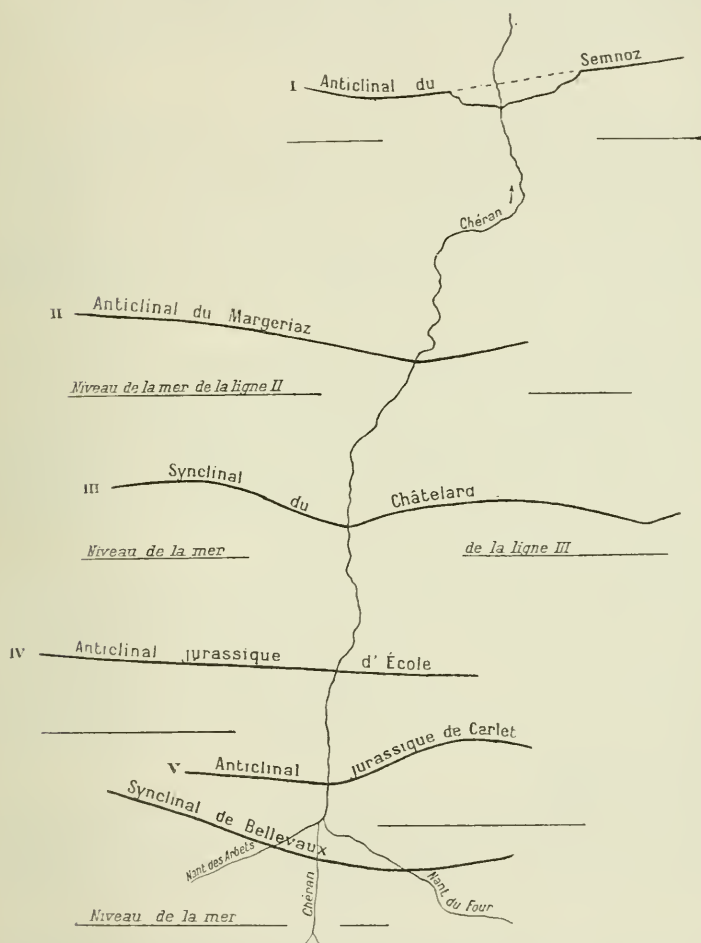 I Anticlinal du Semnoz
Chéran
II Anticlinal du Margeriaz
Niveau de la mer de la ligne II
III Synclinal du Châtelard
Niveau de la mer de la ligne III
IV Anticlinal jurassique d'École
V Anticlinal jurassique de Carlet
Synclinal de Bellevaux
Nant des Arbets
Chéran
Nant du Four
Niveau de la mer